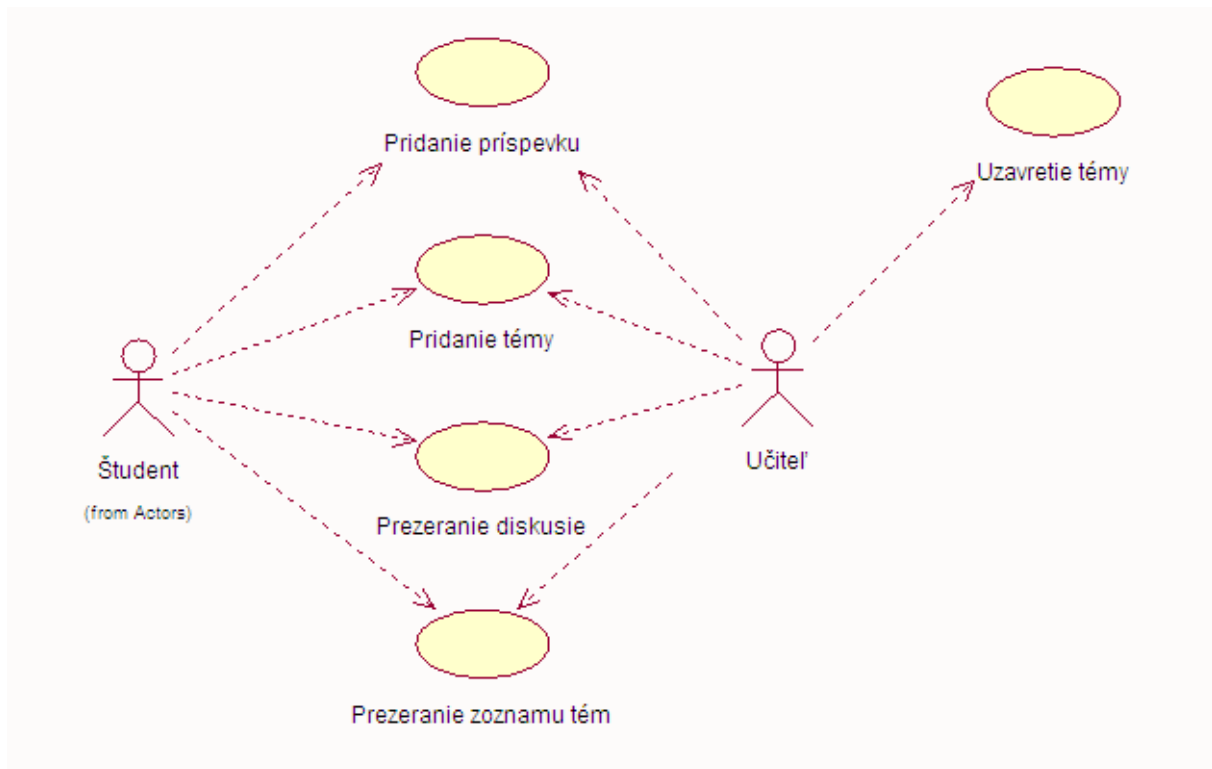 Pridanie príspevku
Uzavretie témy
Pridanie témy
Študent
(from Actors)
Učiteľ
Prezeranie diskusie
Prezeranie zoznamu tém